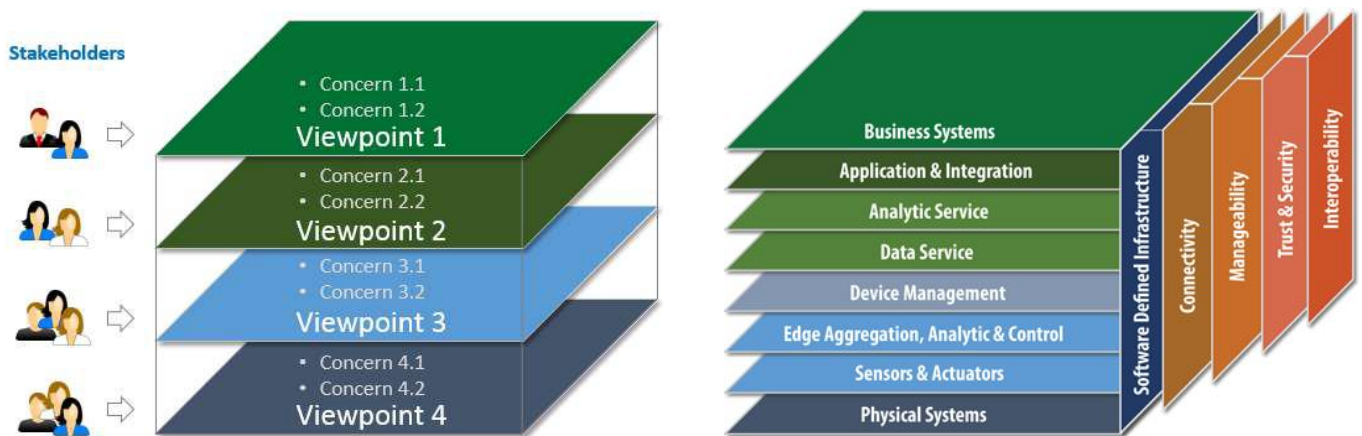 Stakeholders
• Concern 1.1
• Concern 1.2
Viewpoint 1
• Concern 2.1
• Concern 2.2
Viewpoint 2
• Concern 3.1
• Concern 3.2
Viewpoint 3
• Concern 4.1
• Concern 4.2
Viewpoint 4
Business Systems
Application & Integration
Analytic Service
Data Service
Device Management
Edge Aggregation, Analytic & Control
Sensors & Actuators
Physical Systems
Software Defined Infrastructure
Connectivity
Manageability
Trust & Security
Interoperability